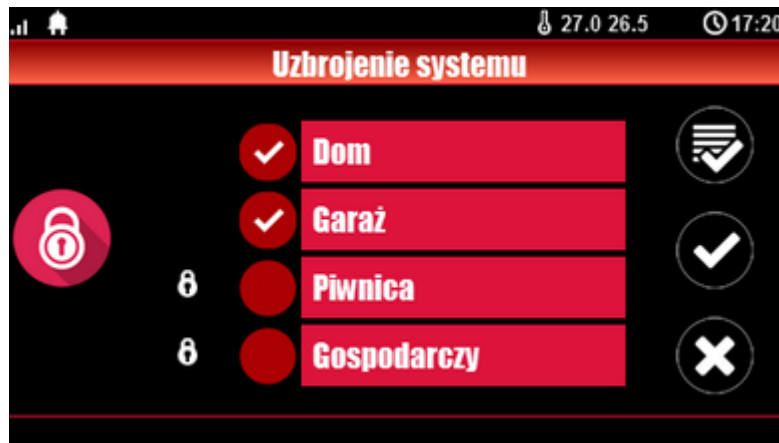 27.0 26.5 17:20
Uzbrojenie systemu
Dom
Garaż
Piwnica
Gospodarczy